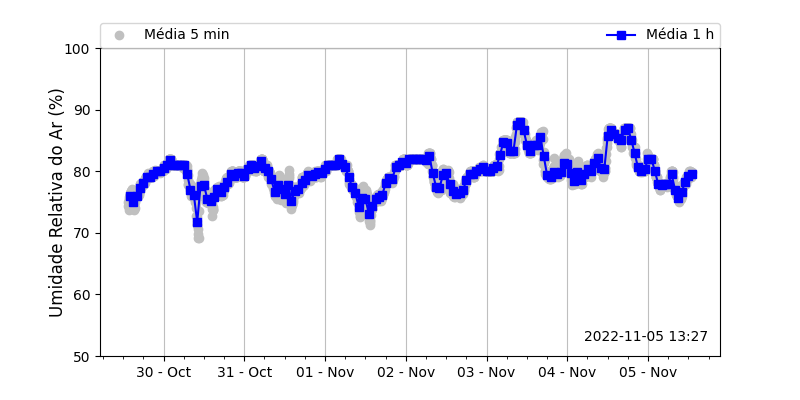 Média 5 min
Média 1 h
Umidade Relativa do Ar (%)
100
90
80
70
60
50
2022-11-05 13:27
30 - Oct
31 - Oct
01 - Nov
02 - Nov
03 - Nov
04 - Nov
05 - Nov